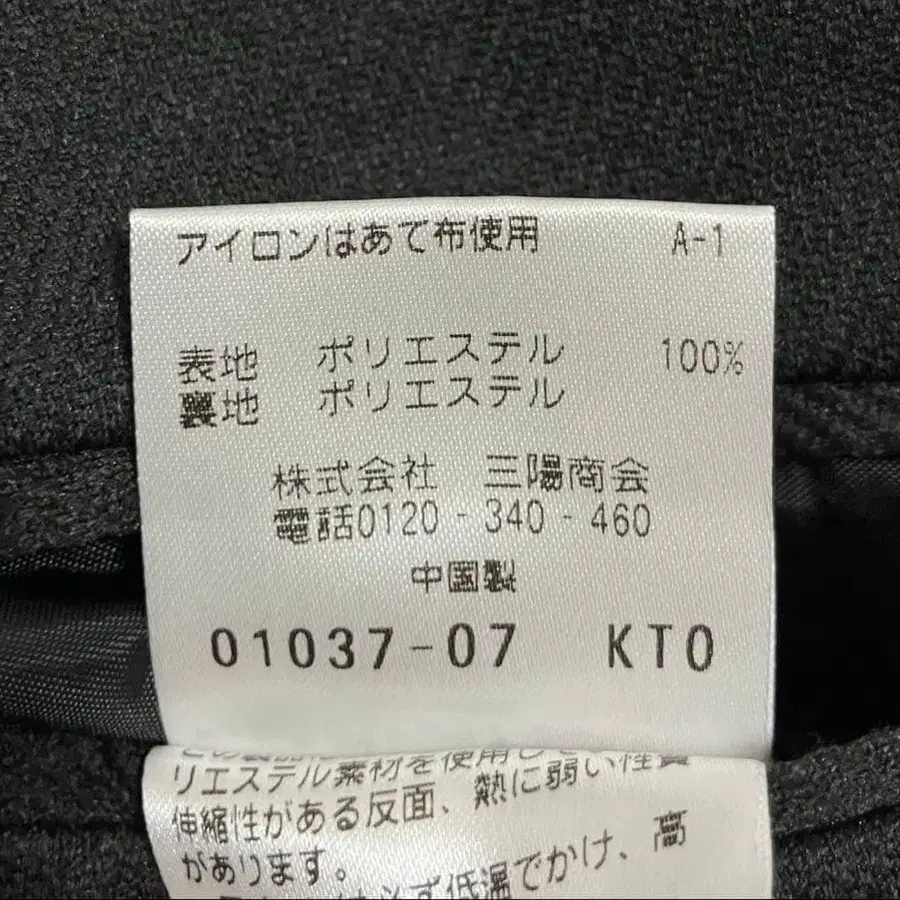 アイロンはあて布使用 A-1
表地 ポリエステル 100%
裏地 ポリエステル
株式会社 三陽商会
電話0120-340-460
中国製
01037-07 KT0
リエステル素材を使用し
伸縮性がある反面、熱に弱い性質
があります。
必ず低温でかけ、高